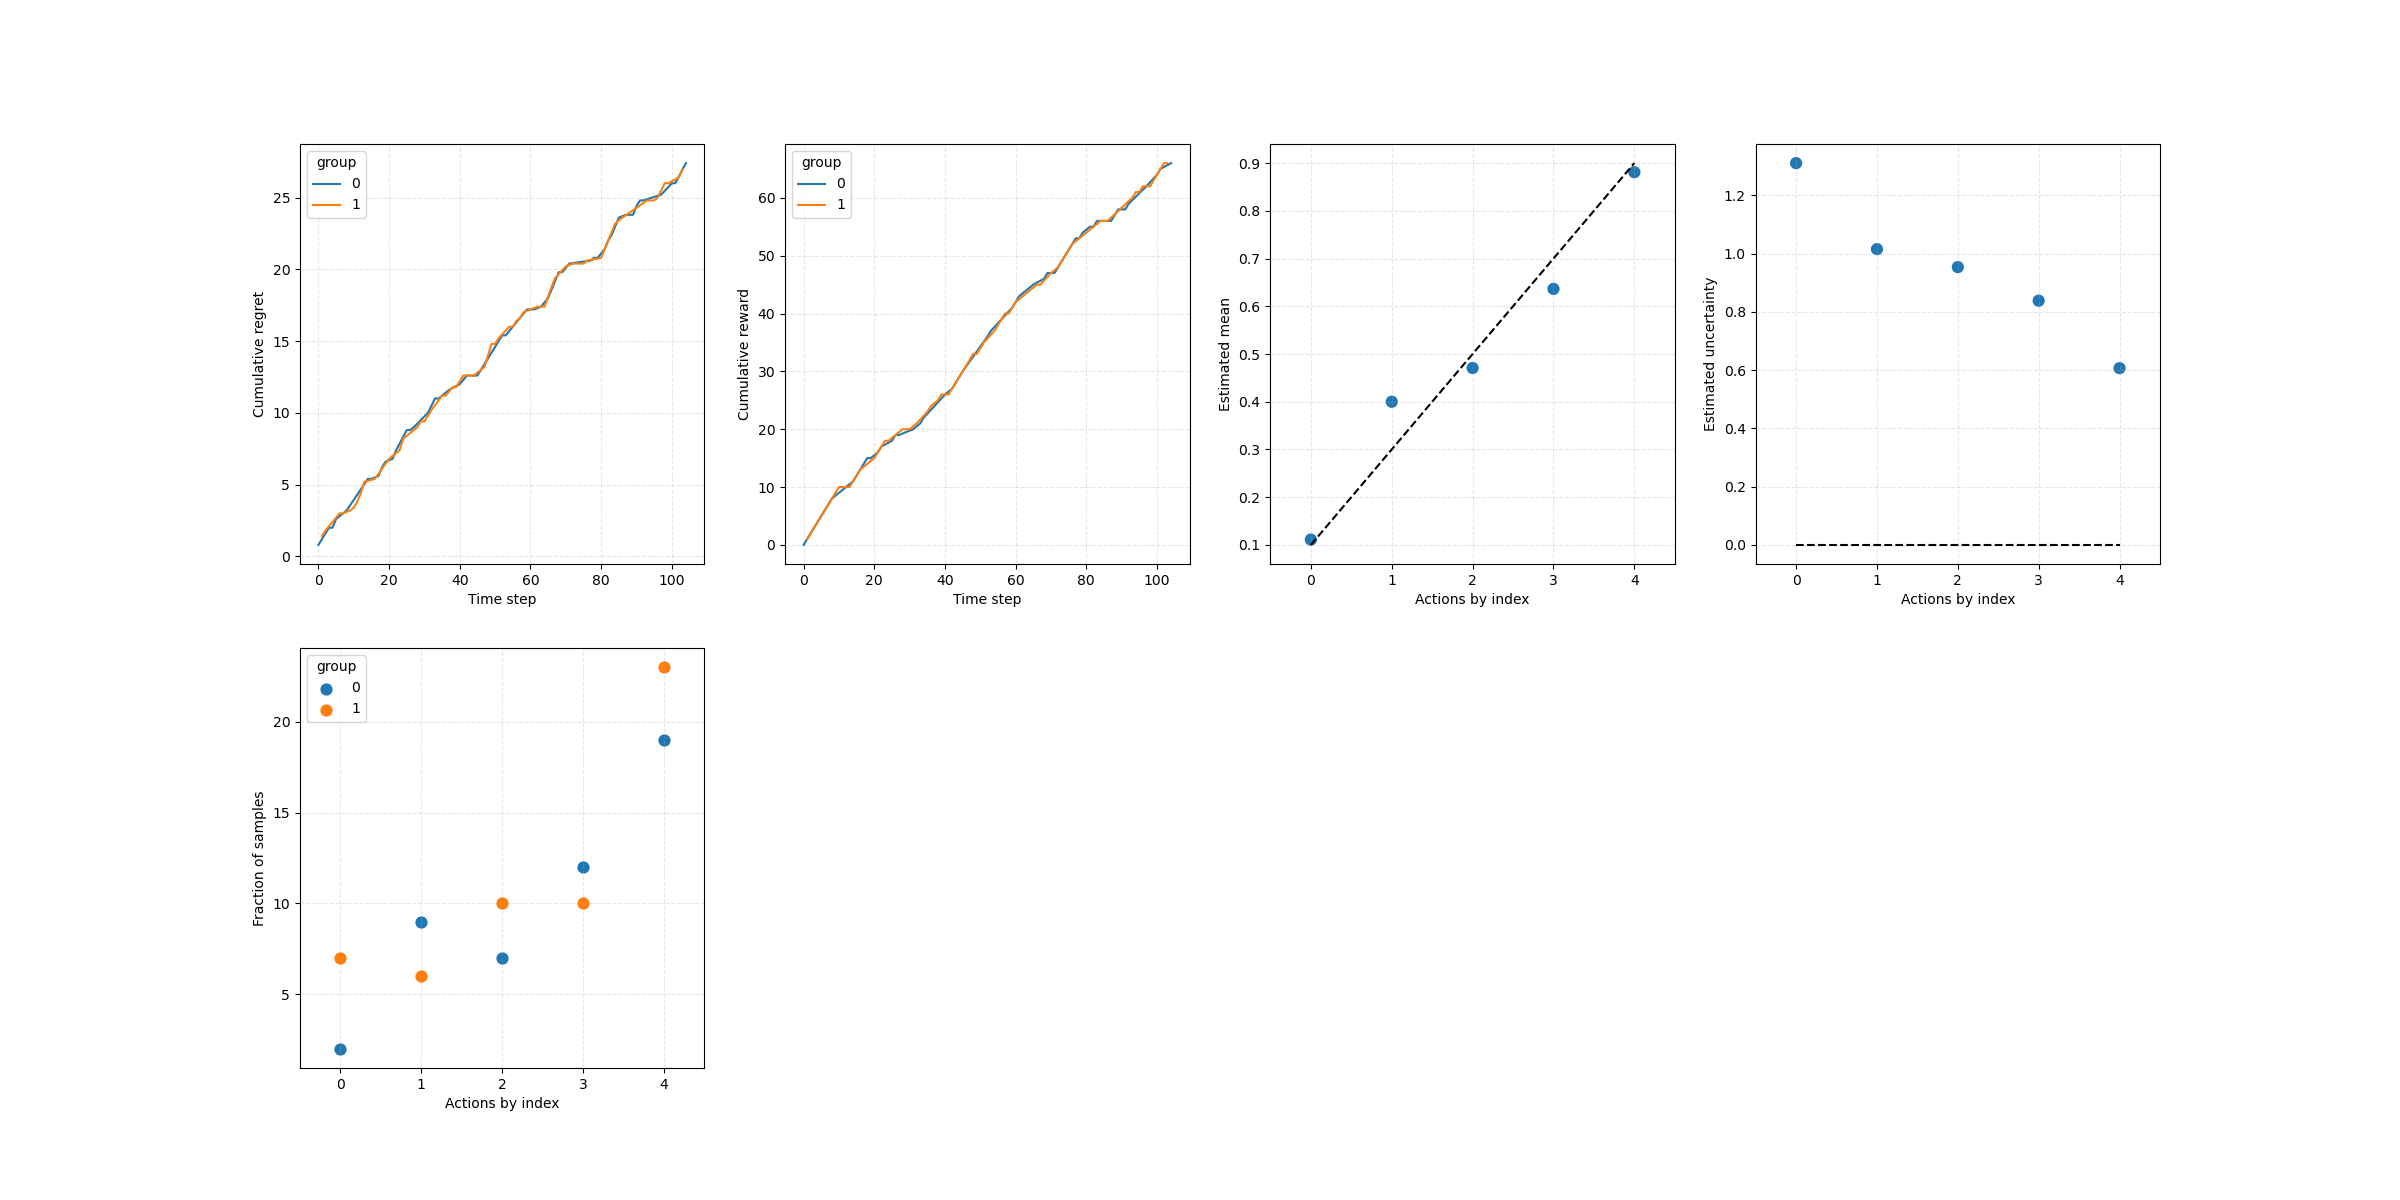 group
0
1
25
20
15
10
5
0
Cumulative regret
0 20 40 60 80 100
Time step
group
0
1
60
50
40
30
20
10
0
Cumulative reward
0 20 40 60 80 100
Time step
0.9
0.8
0.7
0.6
0.5
0.4
0.3
0.2
0.1
Estimated mean
0 1 2 3 4
Actions by index
1.2
1.0
0.8
0.6
0.4
0.2
0.0
Estimated uncertainty
0 1 2 3 4
Actions by index
group
0
1
20
15
10
5
Fraction of samples
0 1 2 3 4
Actions by index